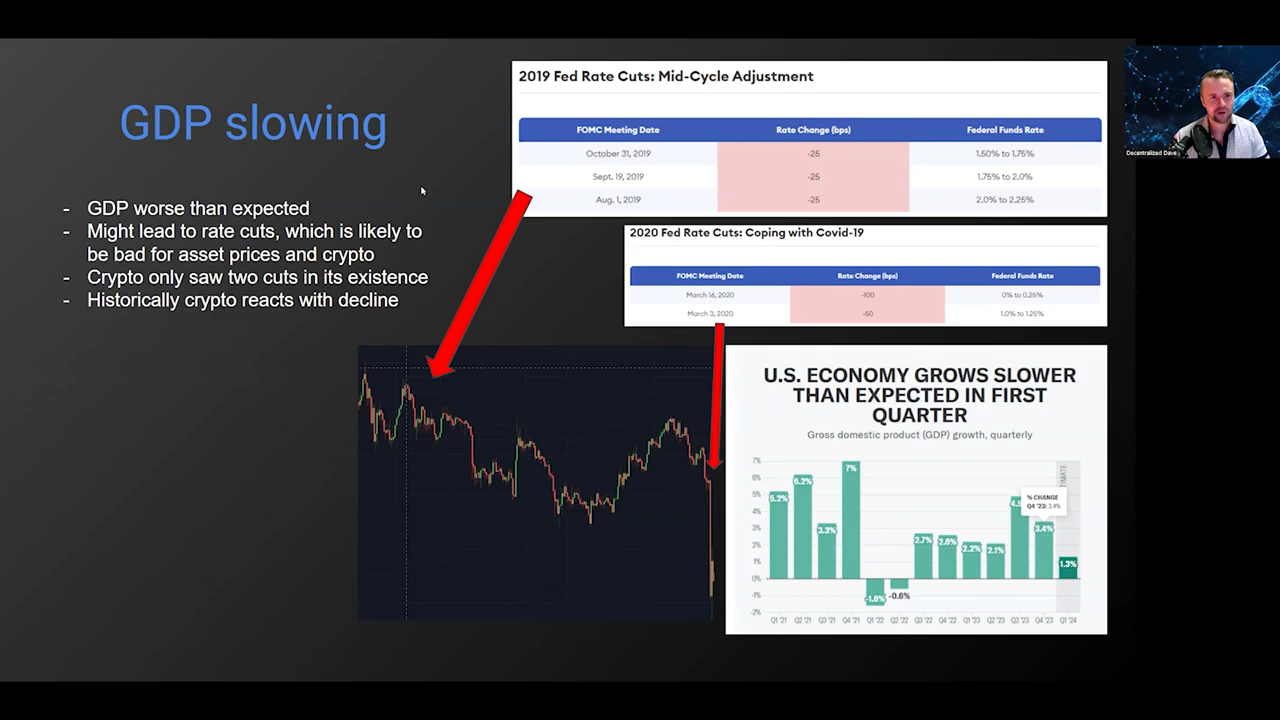 GDP slowing
- GDP worse than expected
- Might lead to rate cuts, which is likely to
be bad for asset prices and crypto
- Crypto only saw two cuts in its existence
- Historically crypto reacts with decline
2019 Fed Rate Cuts: Mid-Cycle Adjustment
FOMC Meeting Date Rate Change (bps) Federal Funds Rate
October 31, 2019 -25 1.50% to 1.75%
Sept. 19, 2019 -25 1.75% to 2.0%
Aug. 1, 2019 -25 2.0% to 2.25%
2020 Fed Rate Cuts: Coping with Covid-19
FOMC Meeting Date Rate Change (bps) Federal Funds Rate
March 16, 2020 -100 0% to 0.25%
March 3, 2020 -50 1.0% to 1.25%
U.S. ECONOMY GROWS SLOWER
THAN EXPECTED IN FIRST
QUARTER
Gross domestic product (GDP) growth, quarterly
7%
6%
5%
4%
3%
2%
1%
0%
-1%
-2%
5.2% 6.2% 3.3% 7% -1.6% -0.6% 2.7% 2.6% 2.2% 2.1% 3.4% 1.3%
% CHANGE
Q4 '23: 3.4%
Q1 '21 Q2 '21 Q3 '21 Q4 '21 Q1 '22 Q2 '22 Q3 '22 Q4 '22 Q1 '23 Q2 '23 Q3 '23 Q4 '23 Q1 '24
Decentralized Dave